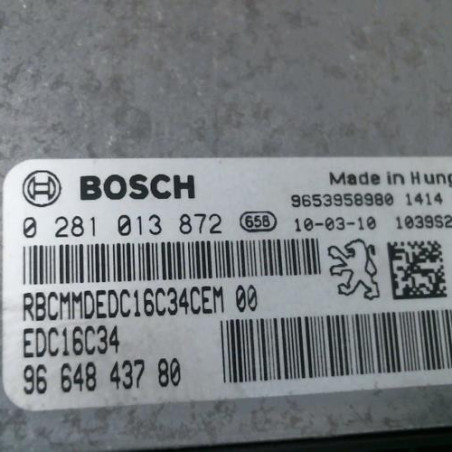 BOSCH
Made in Hung
9653958980 1414
0 281 013 872 658 10-03-10 1039S2
RBCMMDEDC16C34CEM 00
EDC16C34
96 648 437 80